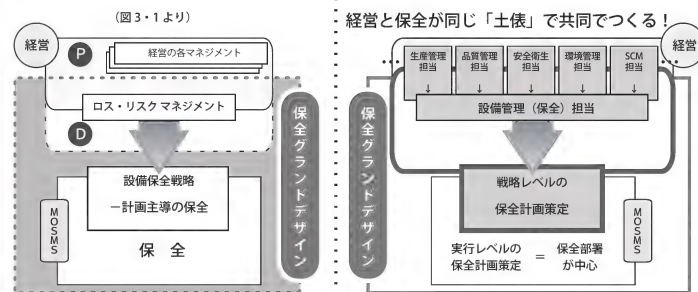 (図3・1より)
経営
P
経営の各マネジメント
ロス・リスク マネジメント
D
設備保全戦略
ー計画主導の保全
保 全
MOSMS
保全グランドデザイン
経営と保全が同じ「土俵」で共同でつくる!
経営
生産管理
担当
品質管理
担当
安全衛生
担当
環境管理
担当
SCM
担当
↓ ↓ ↓ ↓ ↓
設備管理(保全)担当
保全グランドデザイン
戦略レベルの
保全計画策定
実行レベルの
保全計画策定
=
保全部署
が中心
MOSMS